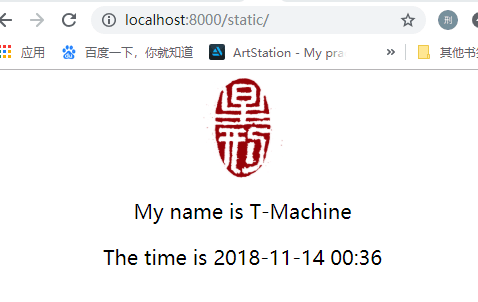 localhost:8000/static/ 刑
应用 百度一下，你就知道 ArtStation - My pra » 其他书
My name is T-Machine
The time is 2018-11-14 00:36